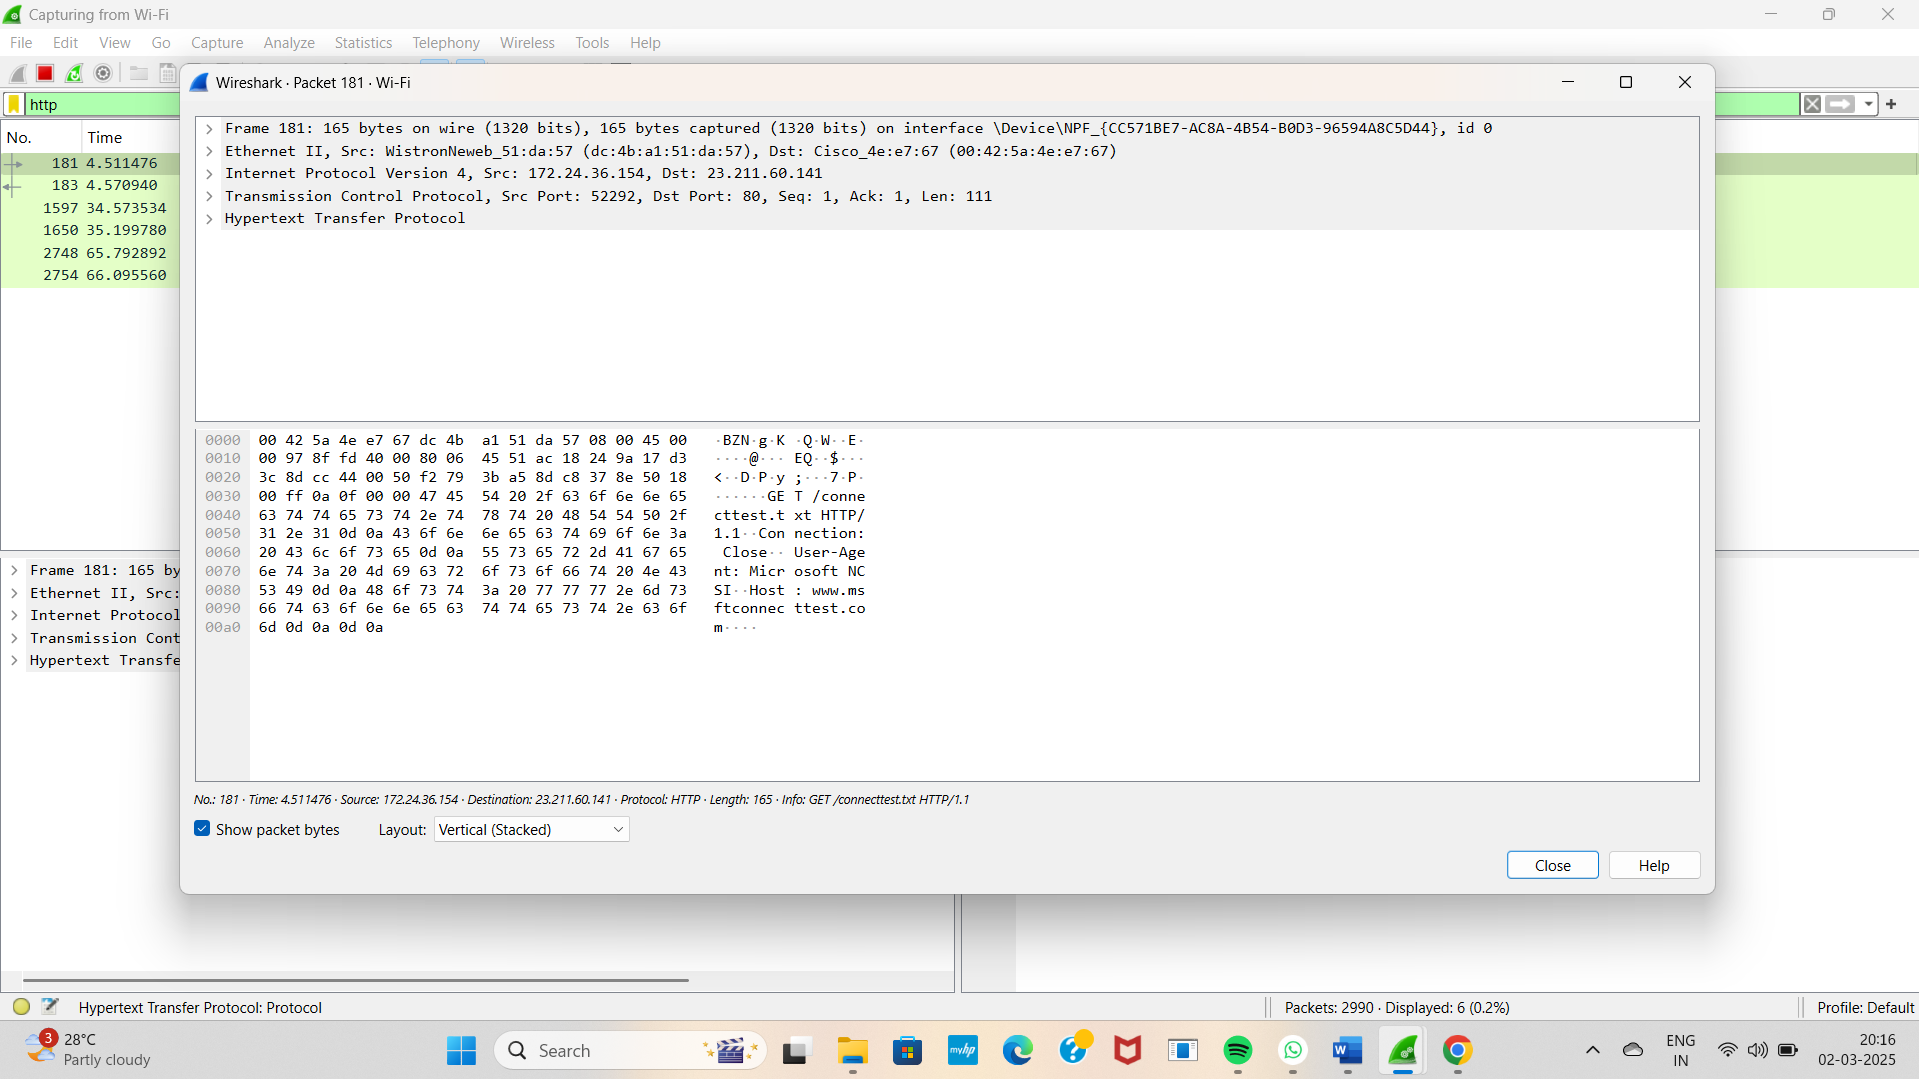 Capturing from Wi-Fi
File Edit View Go Capture Analyze Statistics Telephony Wireless Tools Help
Wireshark · Packet 181 · Wi-Fi
http
No. Time
181 4.511476
183 4.570940
1597 34.573534
1650 35.199780
2748 65.792892
2754 66.095560
Frame 181: 165 bytes on wire (1320 bits), 165 bytes captured (1320 bits) on interface \Device\NPF_{CC571BE7-AC8A-4B54-B0D3-96594A8C5D44}, id 0
Ethernet II, Src: WistronNeweb_51:da:57 (dc:4b:a1:51:da:57), Dst: Cisco_4e:e7:67 (00:42:5a:4e:e7:67)
Internet Protocol Version 4, Src: 172.24.36.154, Dst: 23.211.60.141
Transmission Control Protocol, Src Port: 52292, Dst Port: 80, Seq: 1, Ack: 1, Len: 111
Hypertext Transfer Protocol
0000 00 42 5a 4e e7 67 dc 4b a1 51 da 57 08 00 45 00 ·BZN·g·K ·Q·W··E·
0010 00 97 8f fd 40 00 80 06 45 51 ac 18 24 9a 17 d3 ····@··· EQ··$···
0020 3c 8d cc 44 00 50 f2 79 3b a5 8d c8 37 8e 50 18 <··D·P·y ;···7·P·
0030 00 ff 0a 0f 00 00 47 45 54 20 2f 63 6f 6e 6e 65 ······GE T /conne
0040 63 74 74 65 73 74 2e 74 78 74 20 48 54 54 50 2f cttest.t xt HTTP/
0050 31 2e 31 0d 0a 43 6f 6e 6e 65 63 74 69 6f 6e 3a 1.1··Con nection:
0060 20 43 6c 6f 73 65 0d 0a 55 73 65 72 2d 41 67 65 Close·· User-Age
0070 6e 74 3a 20 4d 69 63 72 6f 73 6f 66 74 20 4e 43 nt: Micr osoft NC
0080 53 49 0d 0a 48 6f 73 74 3a 20 77 77 77 2e 6d 73 SI··Host : www.ms
0090 66 74 63 6f 6e 6e 65 63 74 74 65 73 74 2e 63 6f ftconnec ttest.co
00a0 6d 0d 0a 0d 0a m····
Frame 181: 165 by
Ethernet II, Src:
Internet Protocol
Transmission Cont
Hypertext Transfe
No.: 181 · Time: 4.511476 · Source: 172.24.36.154 · Destination: 23.211.60.141 · Protocol: HTTP · Length: 165 · Info: GET /connecttest.txt HTTP/1.1
Show packet bytes Layout: Vertical (Stacked)
Close Help
Hypertext Transfer Protocol: Protocol Packets: 2990 · Displayed: 6 (0.2%) Profile: Default
3 28°C
Partly cloudy
Search
myhp
ENG
IN
20:16
02-03-2025